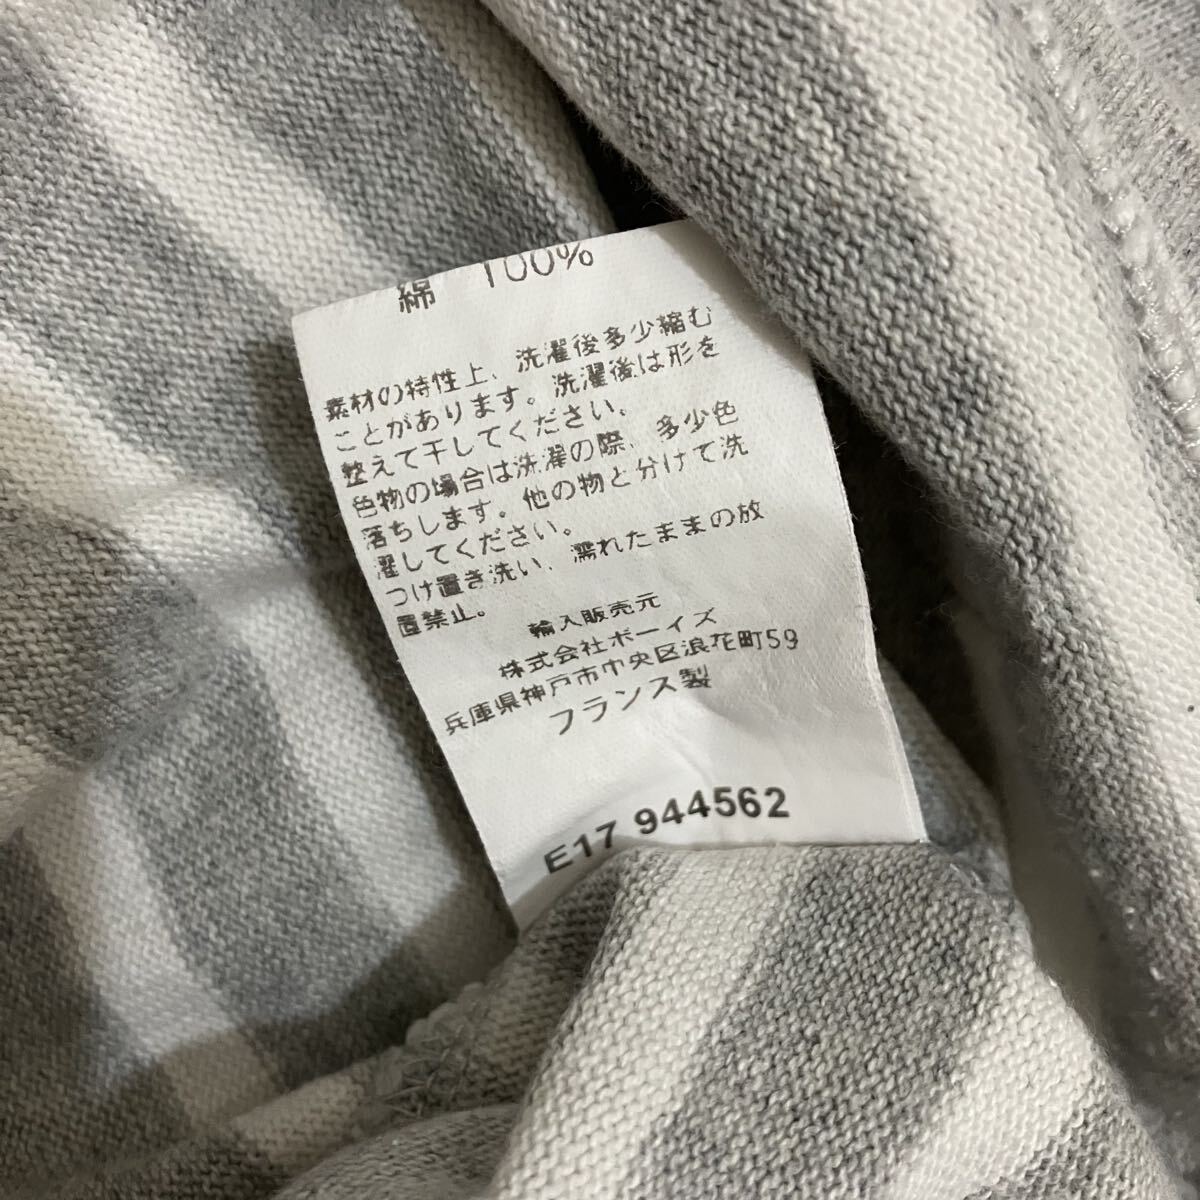 綿 100%
素材の特性上、洗濯後多少縮む
ことがあります。洗濯後は形を
整えて干してください。
色物の場合は洗濯の際、多少色
落ちします。他の物と分けて洗
濯してください。
つけ置き洗い、濡れたままの放
置禁止。
輸入販売元
株式会社ボーイズ
兵庫県神戸市中央区浪花町59
フランス製
E17 944562